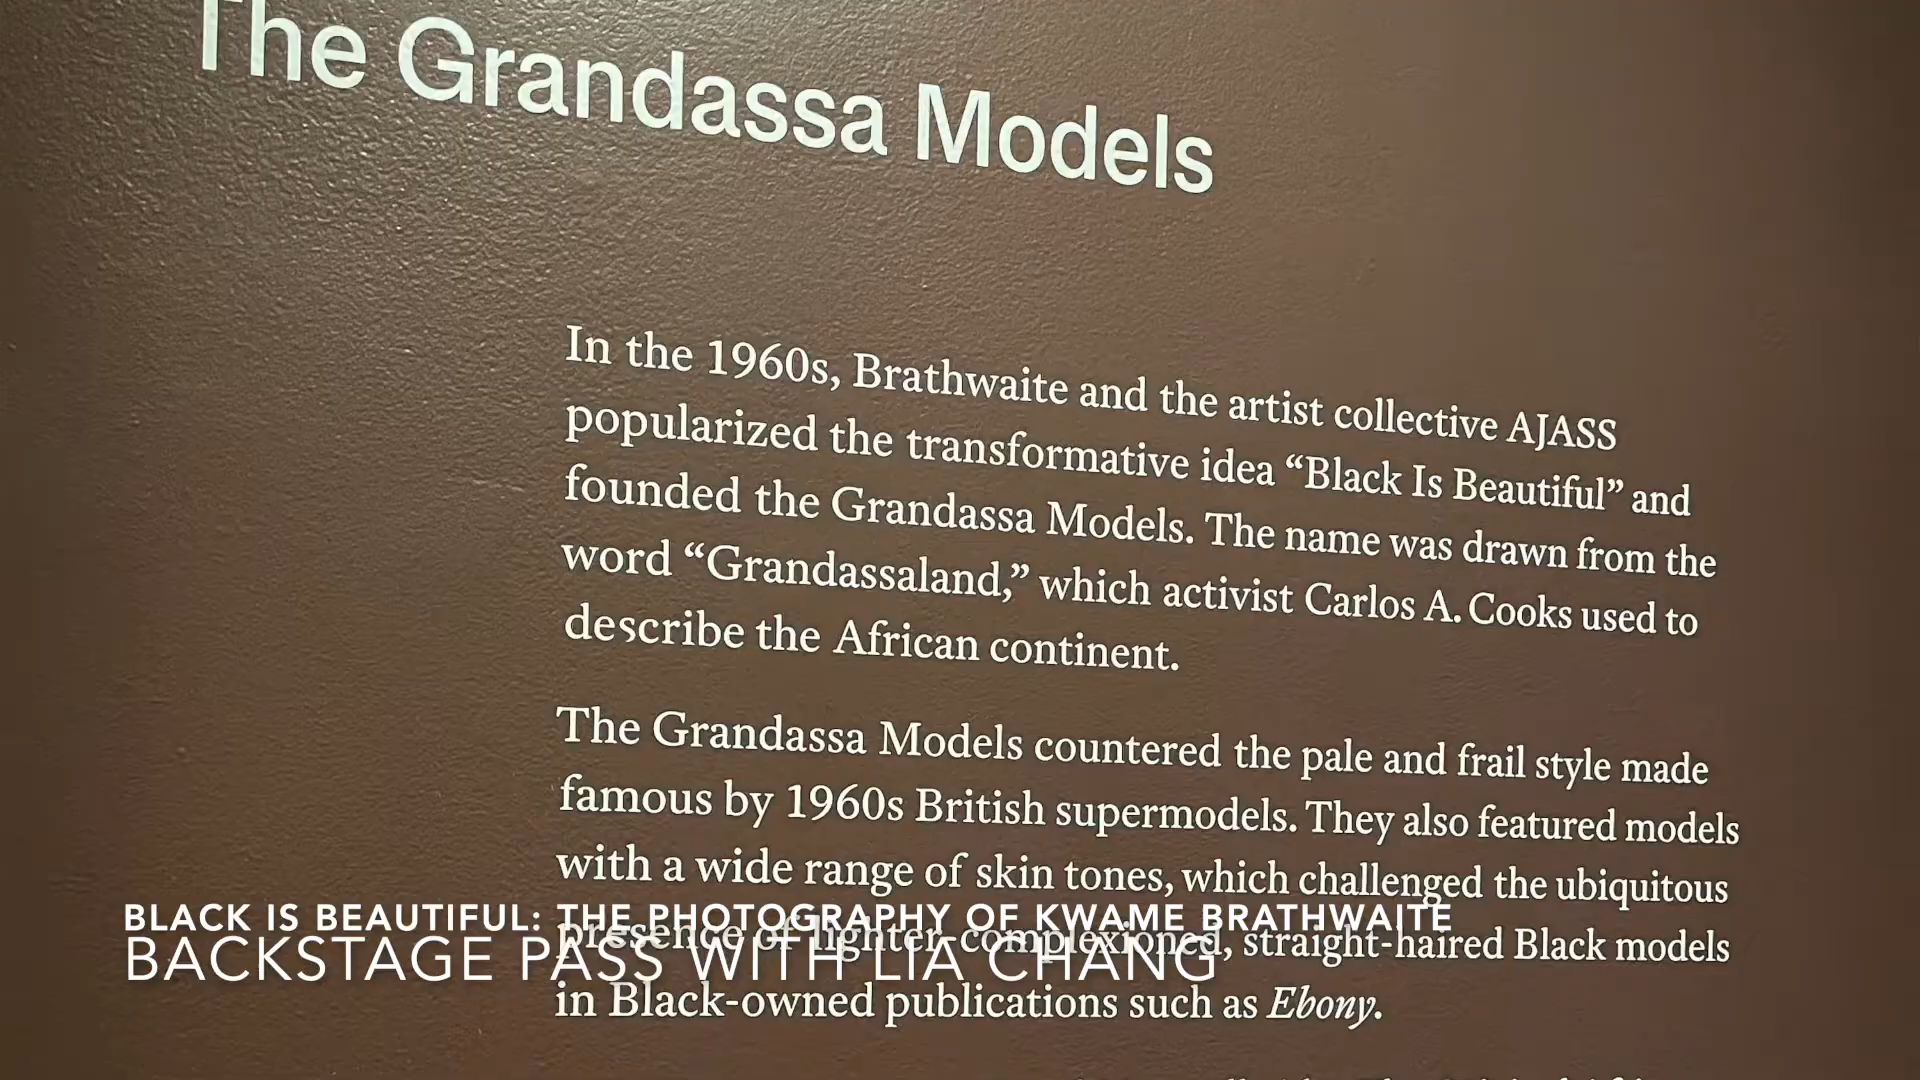 The Grandassa Models
In the 1960s, Brathwaite and the artist collective AJASS
popularized the transformative idea “Black Is Beautiful” and
founded the Grandassa Models. The name was drawn from the
word “Grandassaland,” which activist Carlos A. Cooks used to
describe the African continent.
The Grandassa Models countered the pale and frail style made
famous by 1960s British supermodels. They also featured models
with a wide range of skin tones, which challenged the ubiquitous
BLACK IS BEAUTIFUL: THE PHOTOGRAPHY OF KWAME BRATHWAITE
presence of lighter-complexioned, straight-haired Black models
BACKSTAGE PASS WITH LIA CHANG
in Black-owned publications such as Ebony.